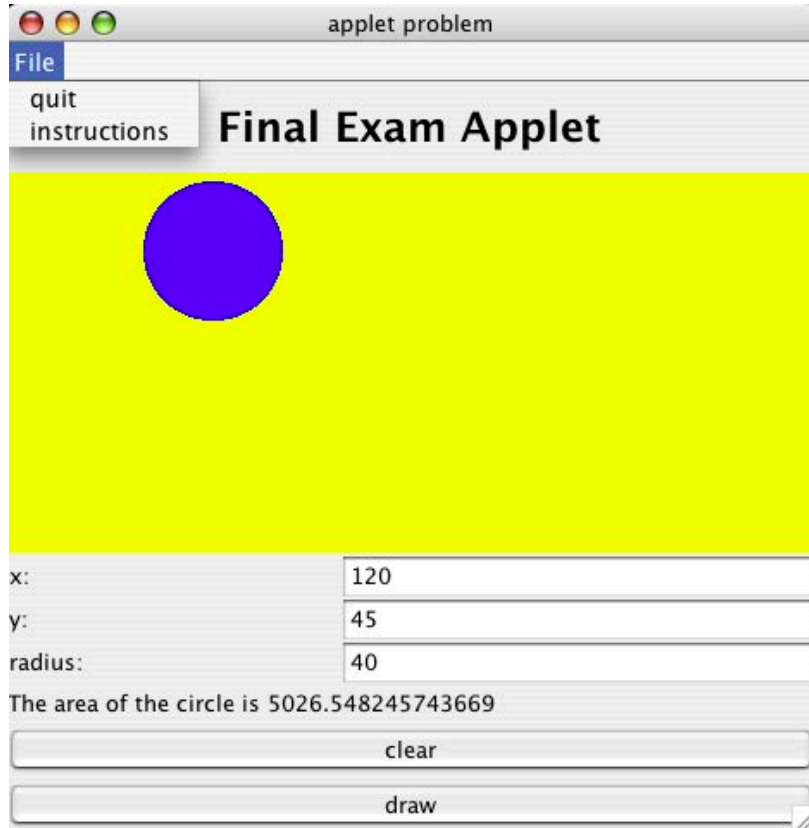 applet problem
File
quit
instructions
Final Exam Applet
x:
120
y:
45
radius:
40
The area of the circle is 5026.548245743669
clear
draw